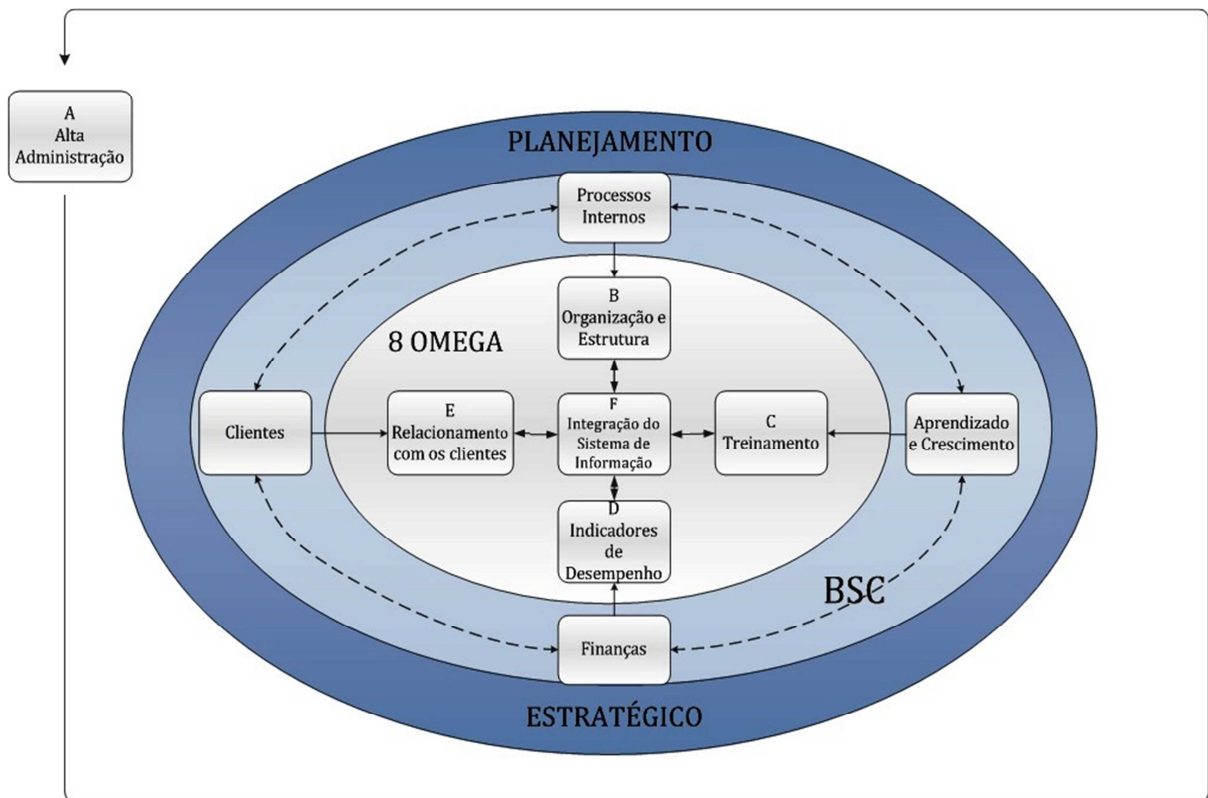 A
Alta
Administração
PLANEJAMENTO
Processos
Internos
B
Organização e
Estrutura
8 OMEGA
Clientes
E
Relacionamento
com os clientes
F
Integração do
Sistema de
Informação
C
Treinamento
Aprendizado
e Crescimento
D
Indicadores
de
Desempenho
BSC
Finanças
ESTRATÉGICO